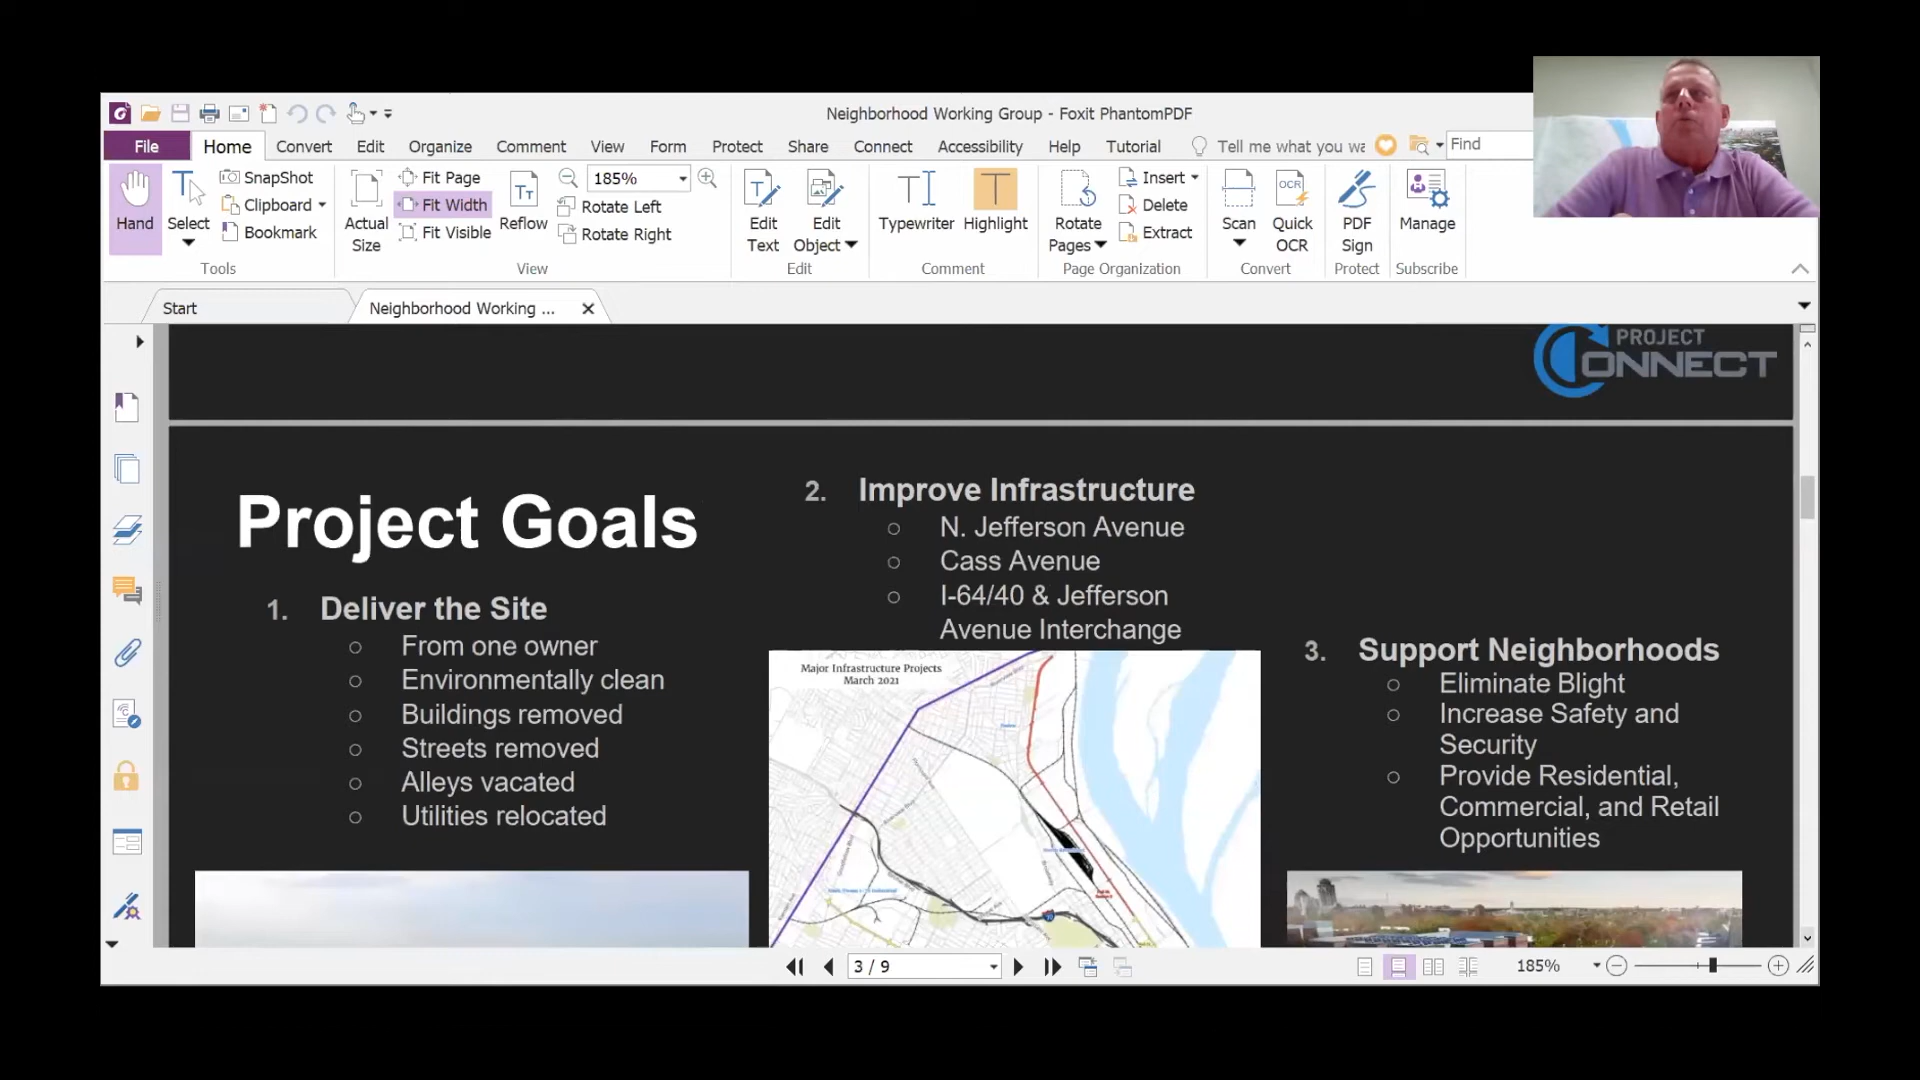 Neighborhood Working Group - Foxit PhantomPDF
File Home Convert Edit Organize Comment View Form Protect Share Connect Accessibility Help Tutorial Tell me what you wa Find
Hand
Select
SnapShot
Clipboard
Bookmark
Tools
Actual
Size
Fit Page
Fit Width
Fit Visible
Reflow
185%
Rotate Left
Rotate Right
View
Edit
Text
Edit
Object
Edit
Typewriter
Highlight
Comment
Rotate
Pages
Insert
Delete
Extract
Page Organization
Scan
OCR
Quick
OCR
Convert
PDF
Sign
Protect
Manage
Subscribe
Start
Neighborhood Working ...
PROJECT
CONNECT
Project Goals
1. Deliver the Site
○ From one owner
○ Environmentally clean
○ Buildings removed
○ Streets removed
○ Alleys vacated
○ Utilities relocated
2. Improve Infrastructure
○ N. Jefferson Avenue
○ Cass Avenue
○ I-64/40 & Jefferson
Avenue Interchange
Major Infrastructure Projects
March 2021
3. Support Neighborhoods
○ Eliminate Blight
○ Increase Safety and
Security
○ Provide Residential,
Commercial, and Retail
Opportunities
3 / 9
185%